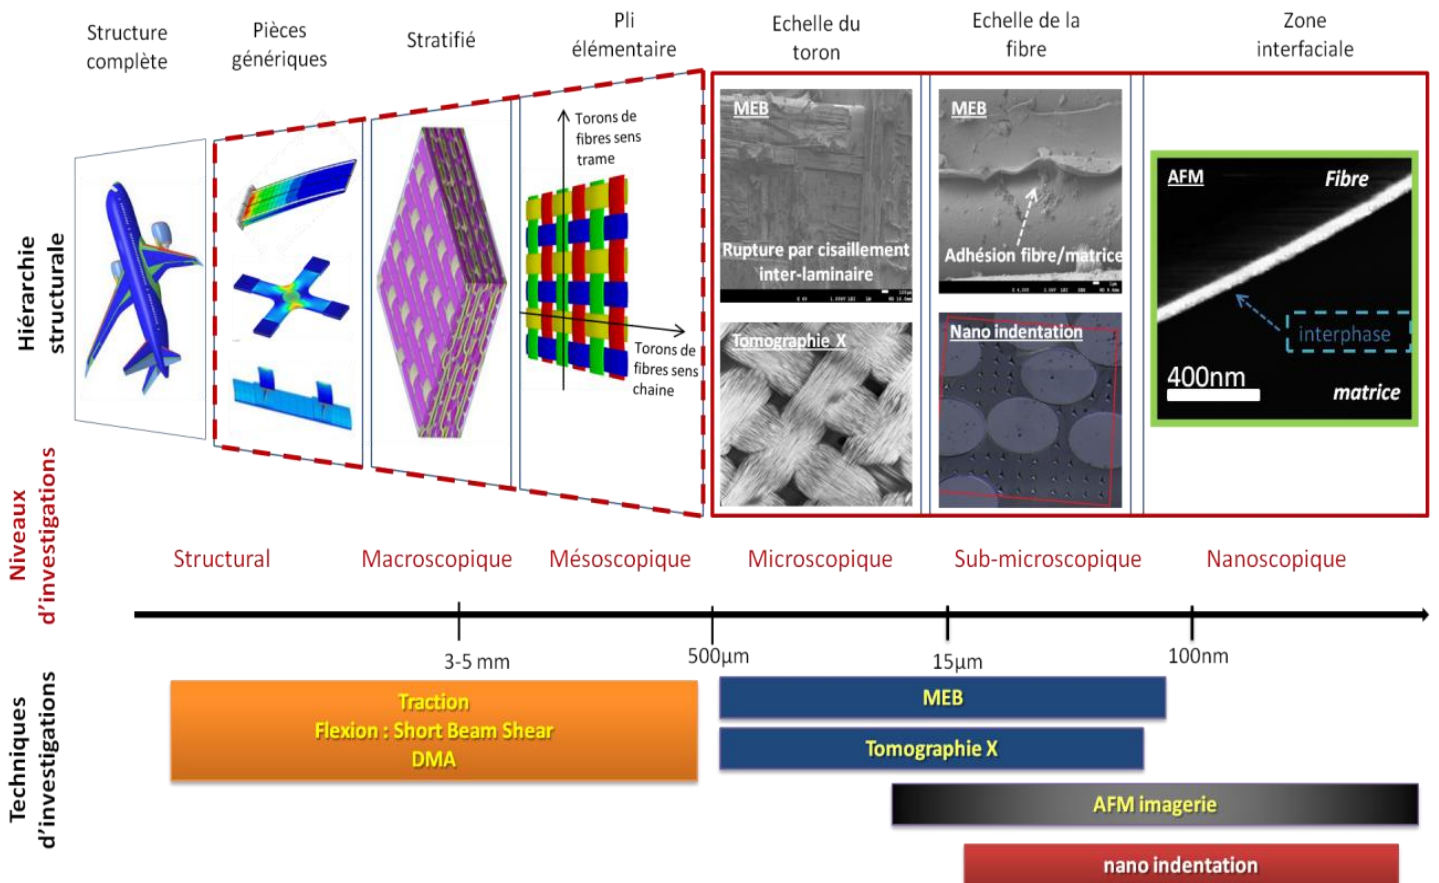 Structure
complète
Pièces
génériques
Stratifié
Pli
élémentaire
Echelle du
toron
Echelle de la
fibre
Zone
interfaciale
Hiérarchie
structurale
Torons de
fibres sens
trame
Torons de
fibres sens
chaine
MEB
Rupture par cisaillement
inter-laminaire
Tomographie X
MEB
Adhésion fibre/matrice
Nano indentation
AFM
Fibre
interphase
400nm
matrice
Niveaux
d'investigations
Structural
Macroscopique
Mésoscopique
Microscopique
Sub-microscopique
Nanoscopique
3-5 mm
500µm
15µm
100nm
Techniques
d'investigations
Traction
Flexion : Short Beam Shear
DMA
MEB
Tomographie X
AFM imagerie
nano indentation